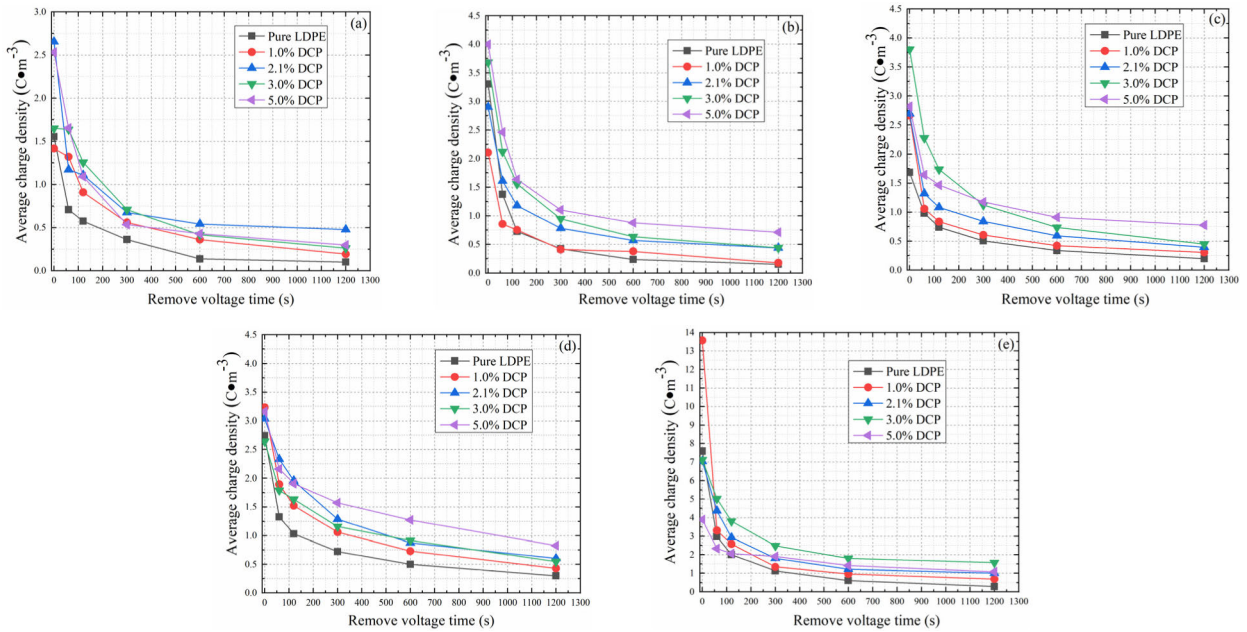 (a)
Pure LDPE
1.0% DCP
2.1% DCP
3.0% DCP
5.0% DCP
Average charge density (C•m⁻³)
3.0
2.5
2.0
1.5
1.0
0.5
0.0
0 100 200 300 400 500 600 700 800 900 1000 1100 1200 1300
Remove voltage time (s)
(b)
Pure LDPE
1.0% DCP
2.1% DCP
3.0% DCP
5.0% DCP
Average charge density (C•m⁻³)
4.5
4.0
3.5
3.0
2.5
2.0
1.5
1.0
0.5
0.0
0 100 200 300 400 500 600 700 800 900 1000 1100 1200 1300
Remove voltage time (s)
(c)
Pure LDPE
1.0% DCP
2.1% DCP
3.0% DCP
5.0% DCP
Average charge density (C•m⁻³)
4.5
4.0
3.5
3.0
2.5
2.0
1.5
1.0
0.5
0.0
0 100 200 300 400 500 600 700 800 900 1000 1100 1200 1300
Remove voltage time (s)
(d)
Pure LDPE
1.0% DCP
2.1% DCP
3.0% DCP
5.0% DCP
Average charge density (C•m⁻³)
4.5
4.0
3.5
3.0
2.5
2.0
1.5
1.0
0.5
0.0
0 100 200 300 400 500 600 700 800 900 1000 1100 1200 1300
Remove voltage time (s)
(e)
Pure LDPE
1.0% DCP
2.1% DCP
3.0% DCP
5.0% DCP
Average charge density (C•m⁻³)
14
13
12
11
10
9
8
7
6
5
4
3
2
1
0
0 100 200 300 400 500 600 700 800 900 1000 1100 1200 1300
Remove voltage time (s)